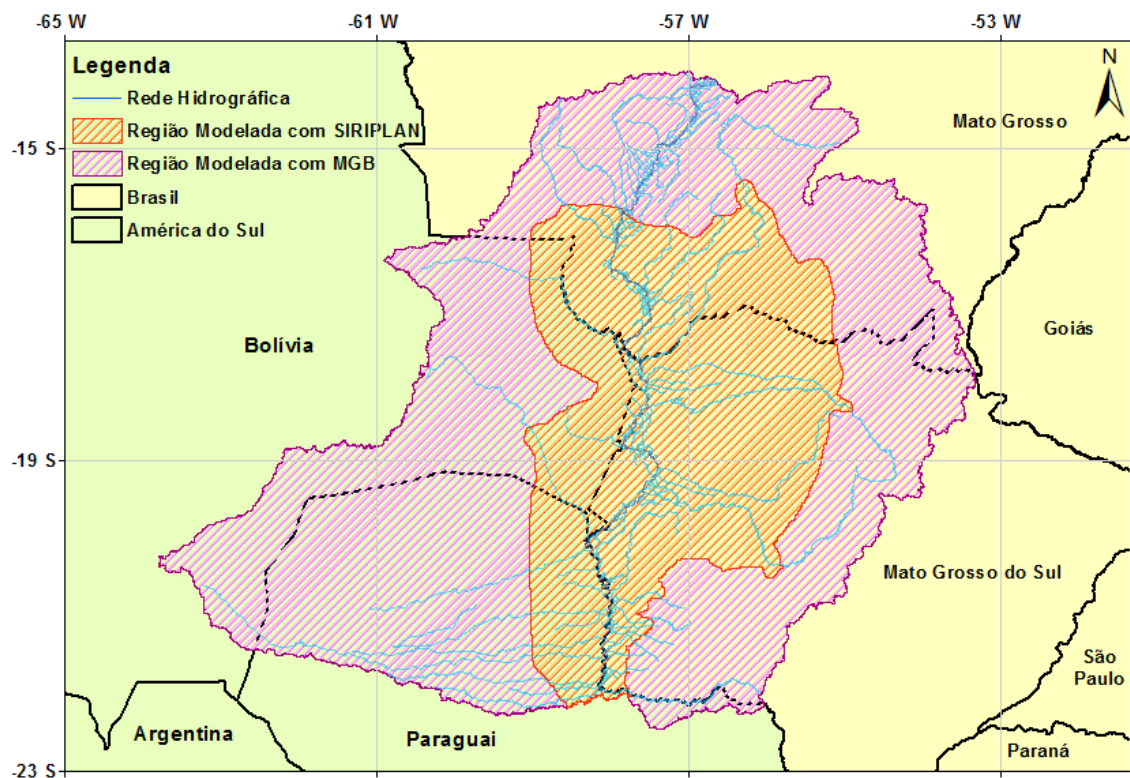 -65 W
-61 W
-57 W
-53 W
Legenda
Rede Hidrográfica
Região Modelada com SIRIPLAN
Região Modelada com MGB
Brasil
América do Sul
N
Mato Grosso
-15 S
Bolívia
Goiás
-19 S
Mato Grosso do Sul
São
Paulo
Argentina
Paraguai
Paraná
-23 S